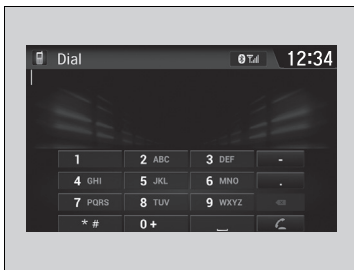 Dial 12:34
1 2 ABC 3 DEF -
4 GHI 5 JKL 6 MNO .
7 PQRS 8 TUV 9 WXYZ
* # 0 +